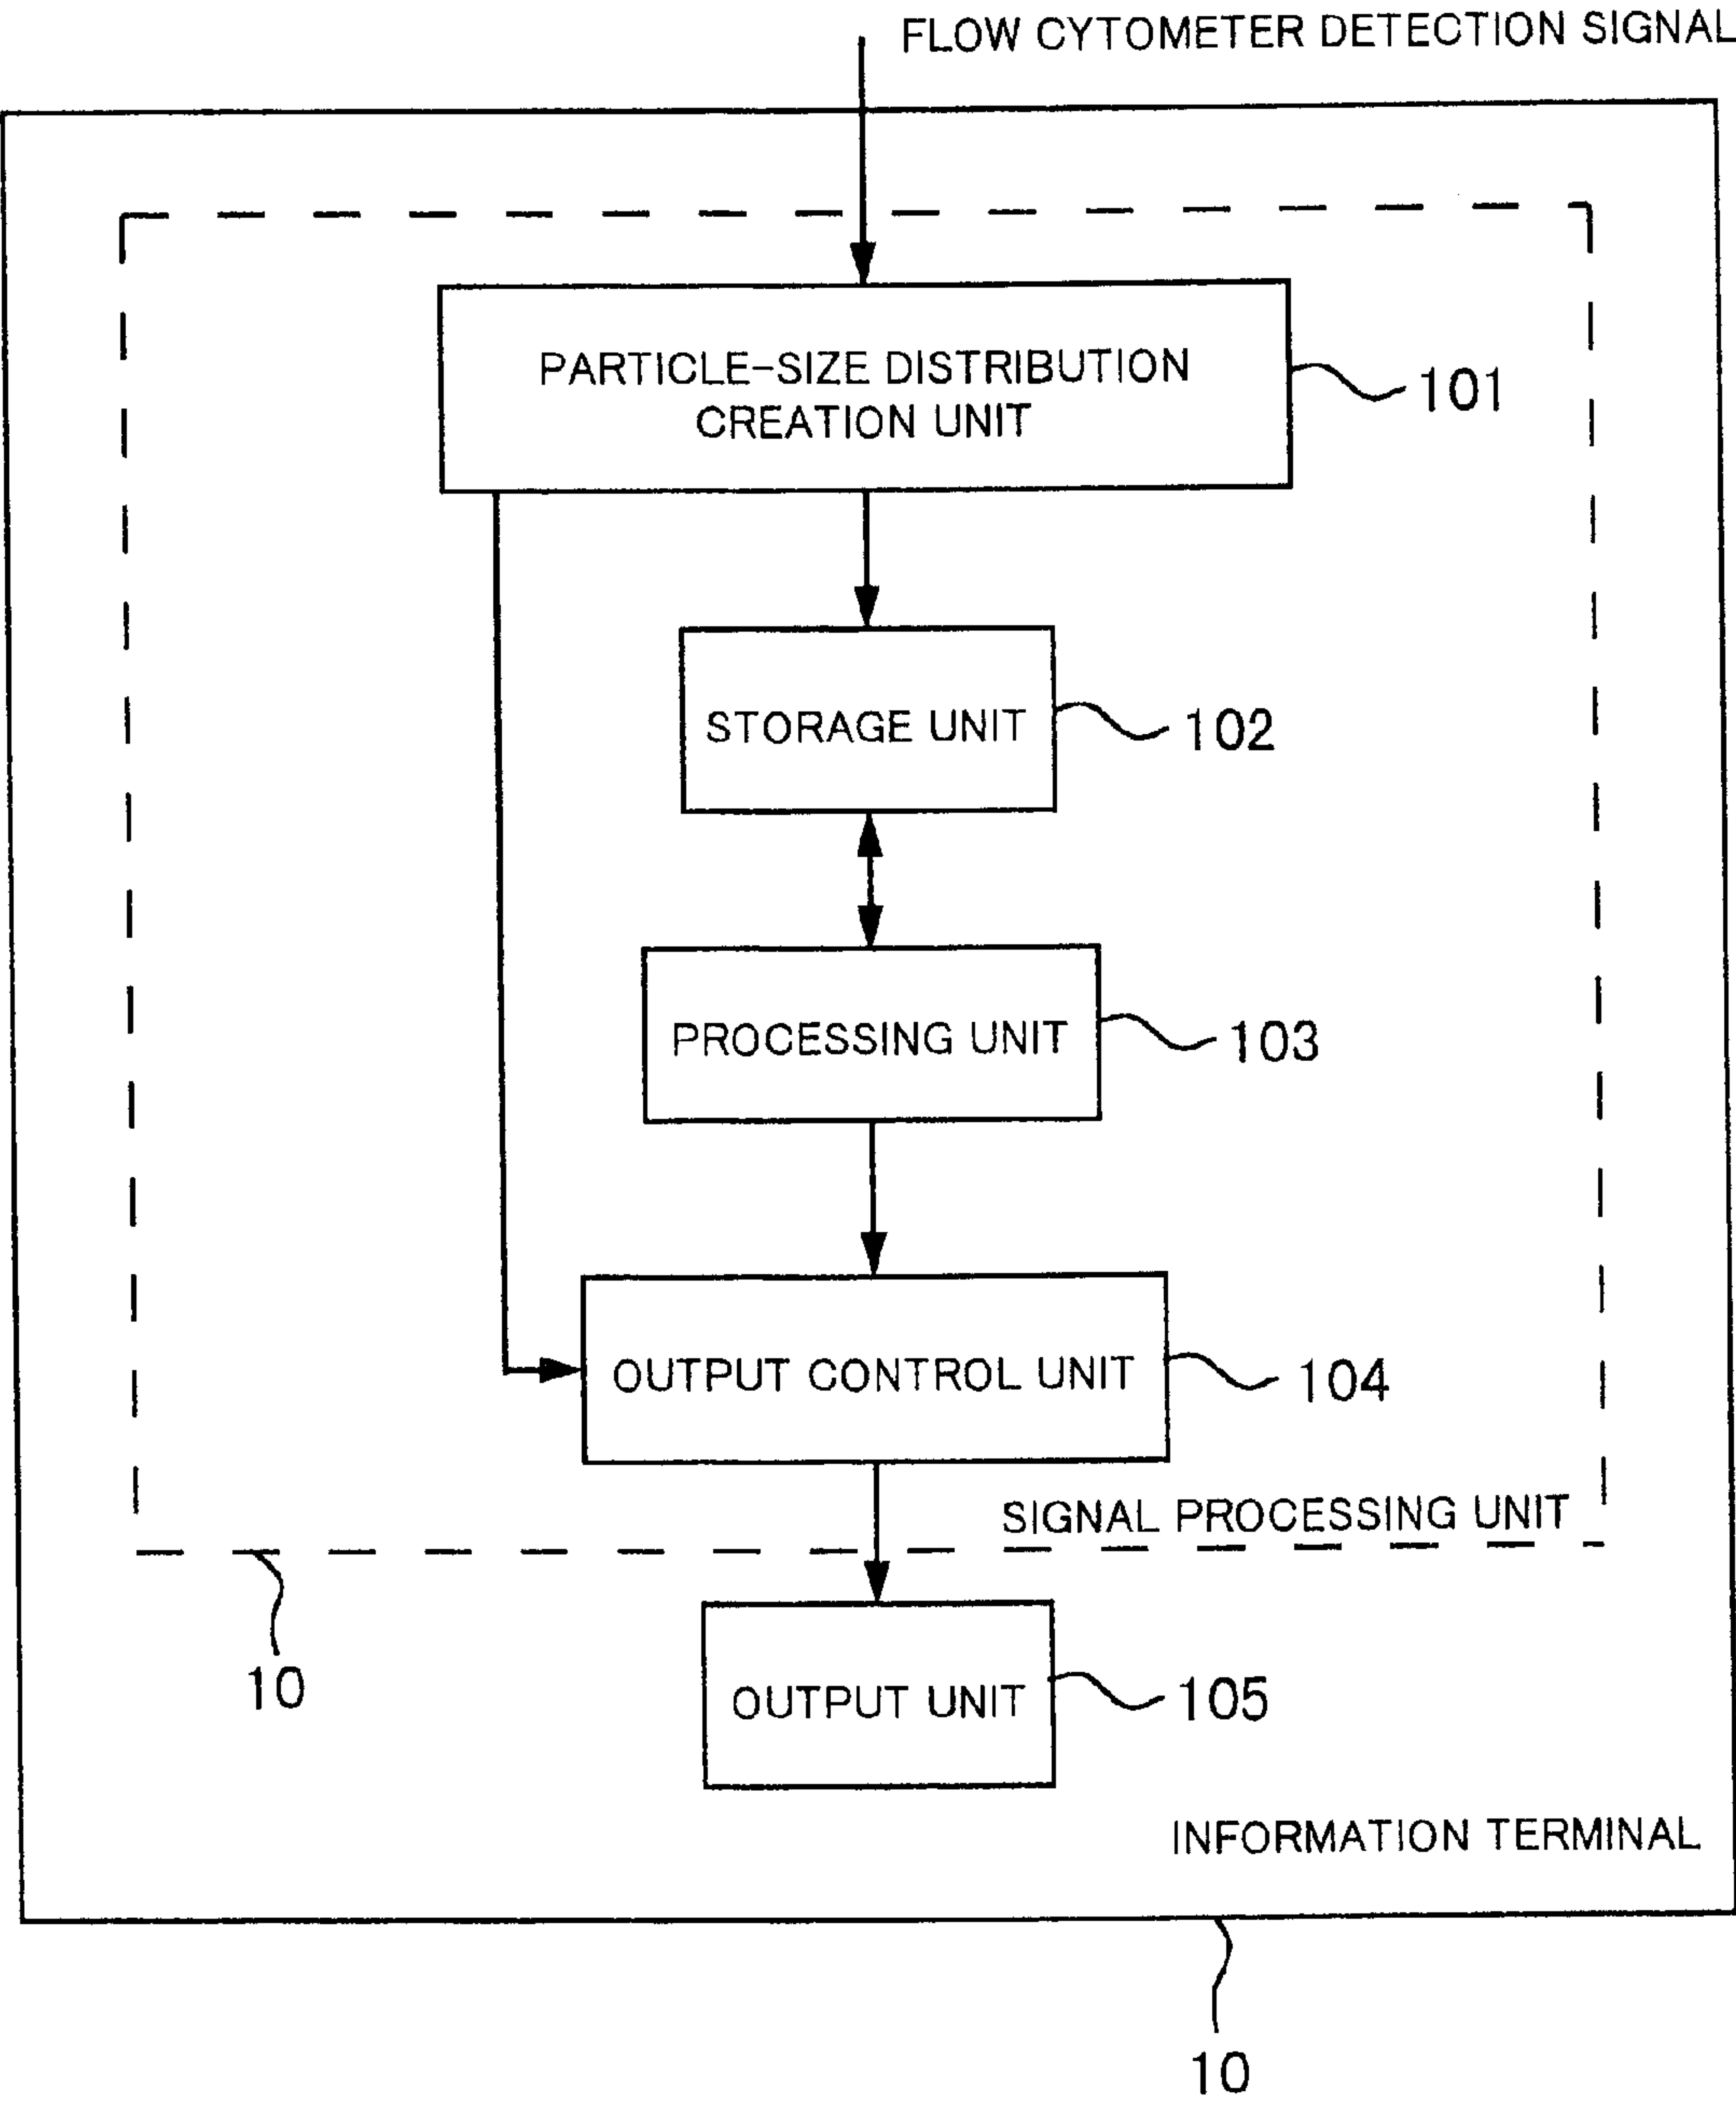 FLOW CYTOMETER DETECTION SIGNAL
PARTICLE-SIZE DISTRIBUTION
CREATION UNIT
101
STORAGE UNIT
102
PROCESSING UNIT
103
OUTPUT CONTROL UNIT
104
SIGNAL PROCESSING UNIT
10
OUTPUT UNIT
105
INFORMATION TERMINAL
10